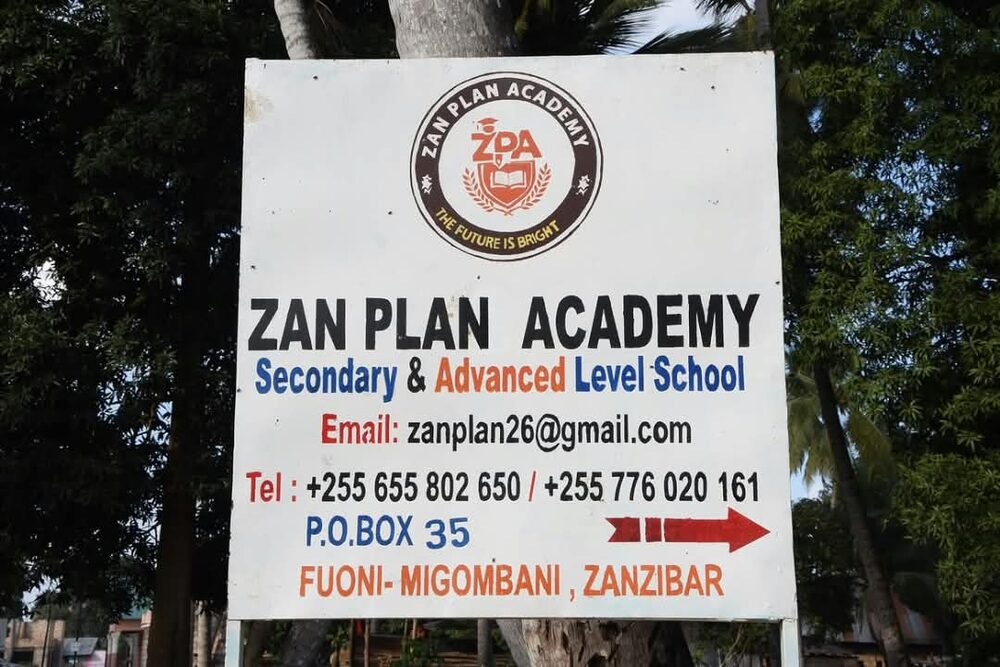 ZAN PLAN ACADEMY
ZPA
THE FUTURE IS BRIGHT
ZAN PLAN ACADEMY
Secondary & Advanced Level School
Email: zanplan26@gmail.com
Tel : +255 655 802 650 / +255 776 020 161
P.O.BOX 35
FUONI- MIGOMBANI , ZANZIBAR